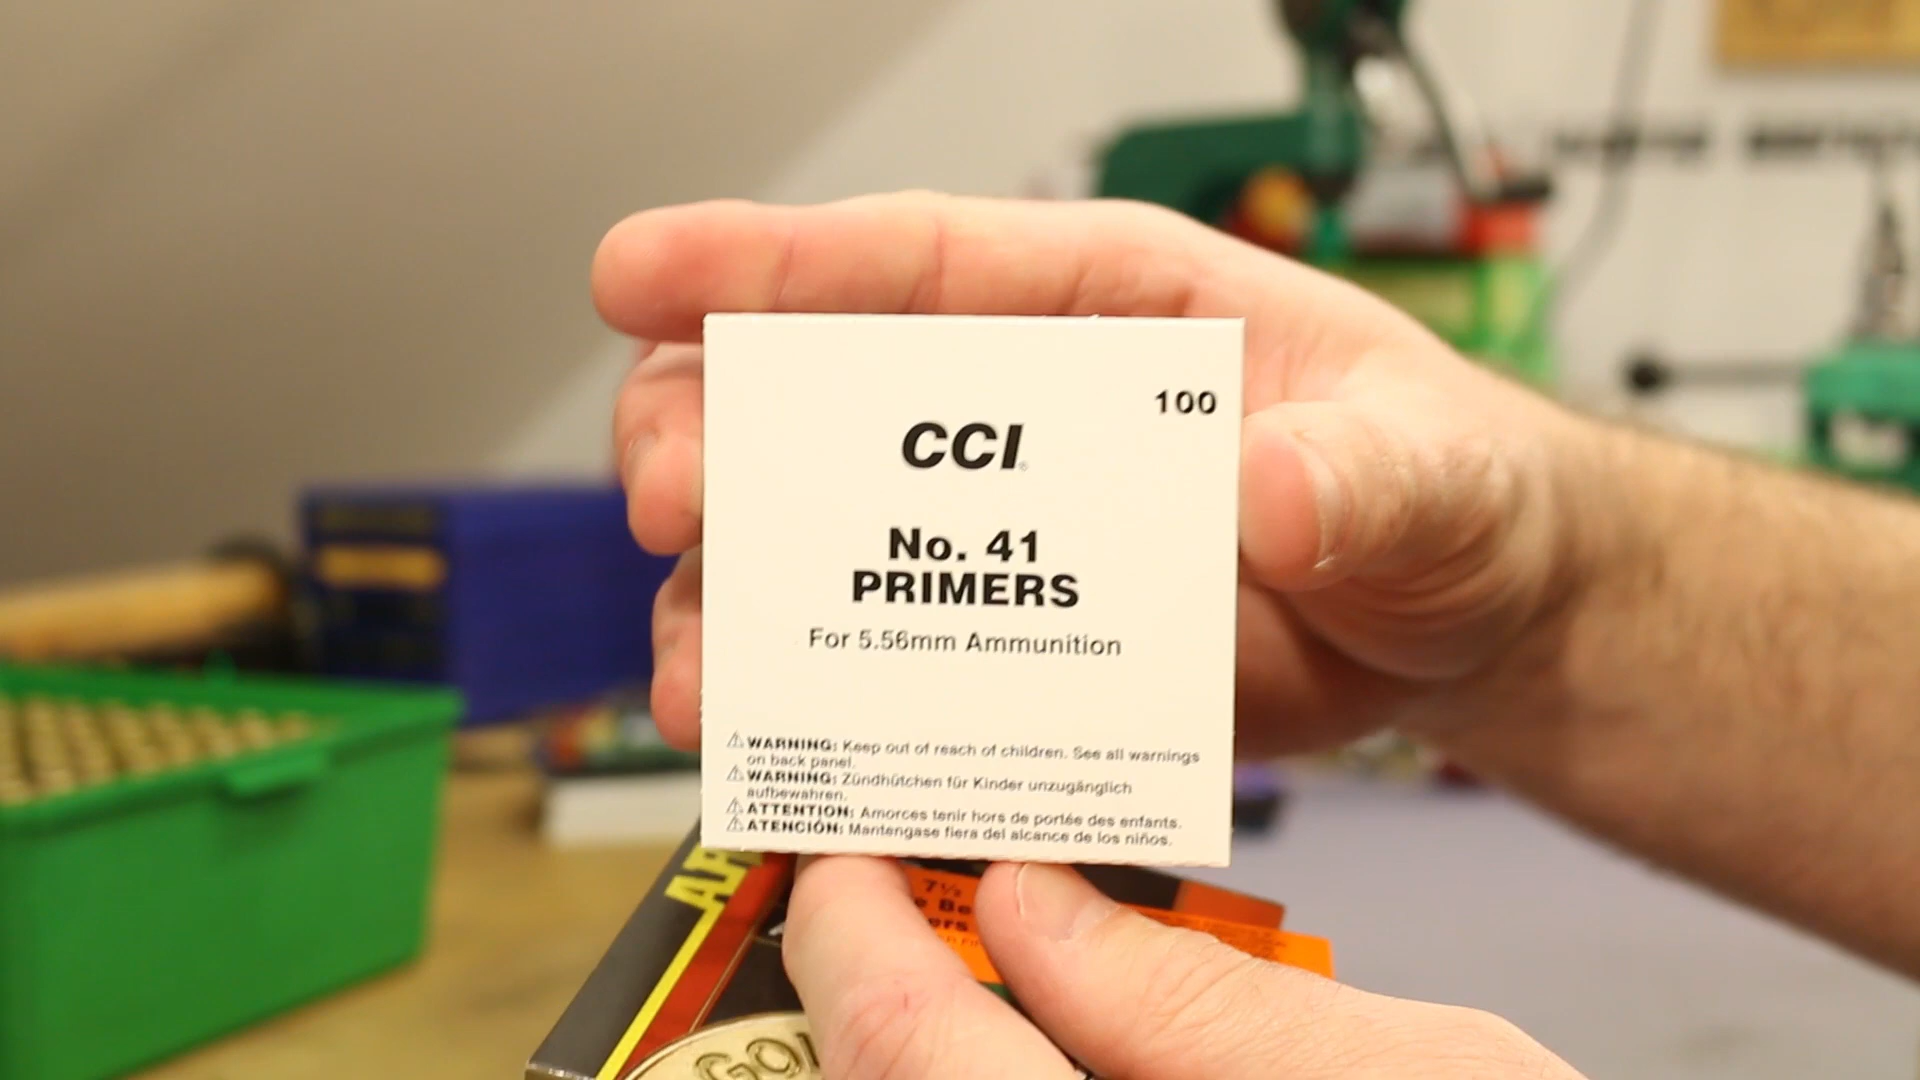 100
CCI
No. 41
PRIMERS
For 5.56mm Ammunition
⚠ WARNING: Keep out of reach of children. See all warnings
on back panel.
⚠ WARNING: Zündhütchen für Kinder unzugänglich
aufbewahren.
⚠ ATTENTION: Amorces tenir hors de portée des enfants.
⚠ ATENCIÓN: Mantengase fiera del alcance de los niños.
7½